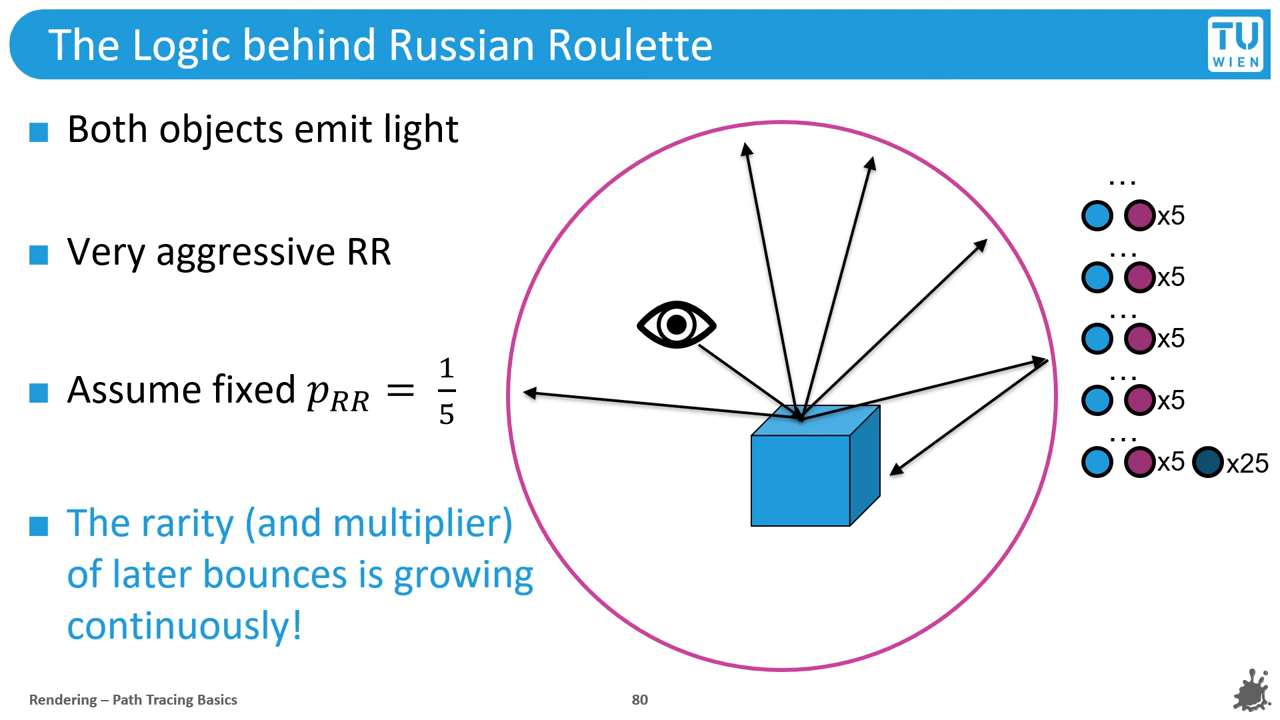 The Logic behind Russian Roulette
TU
WIEN
Both objects emit light
Very aggressive RR
Assume fixed p_RR = 1/5
The rarity (and multiplier)
of later bounces is growing
continuously!
...
x5
...
x5
...
x5
...
x5
...
x5 x25
Rendering – Path Tracing Basics
80